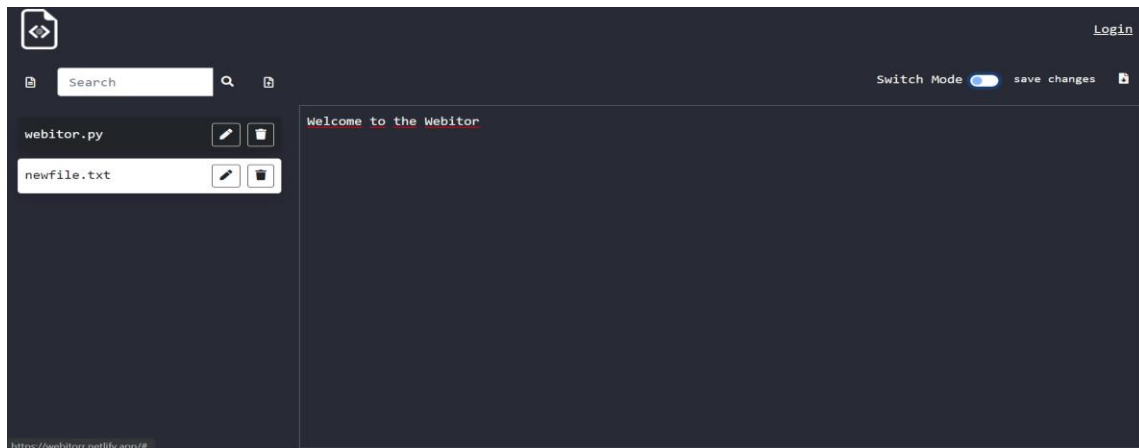 Login
Search
Switch Mode save changes
webitor.py
newfile.txt
Welcome to the Webitor
https://webitorr.netlify.app/#